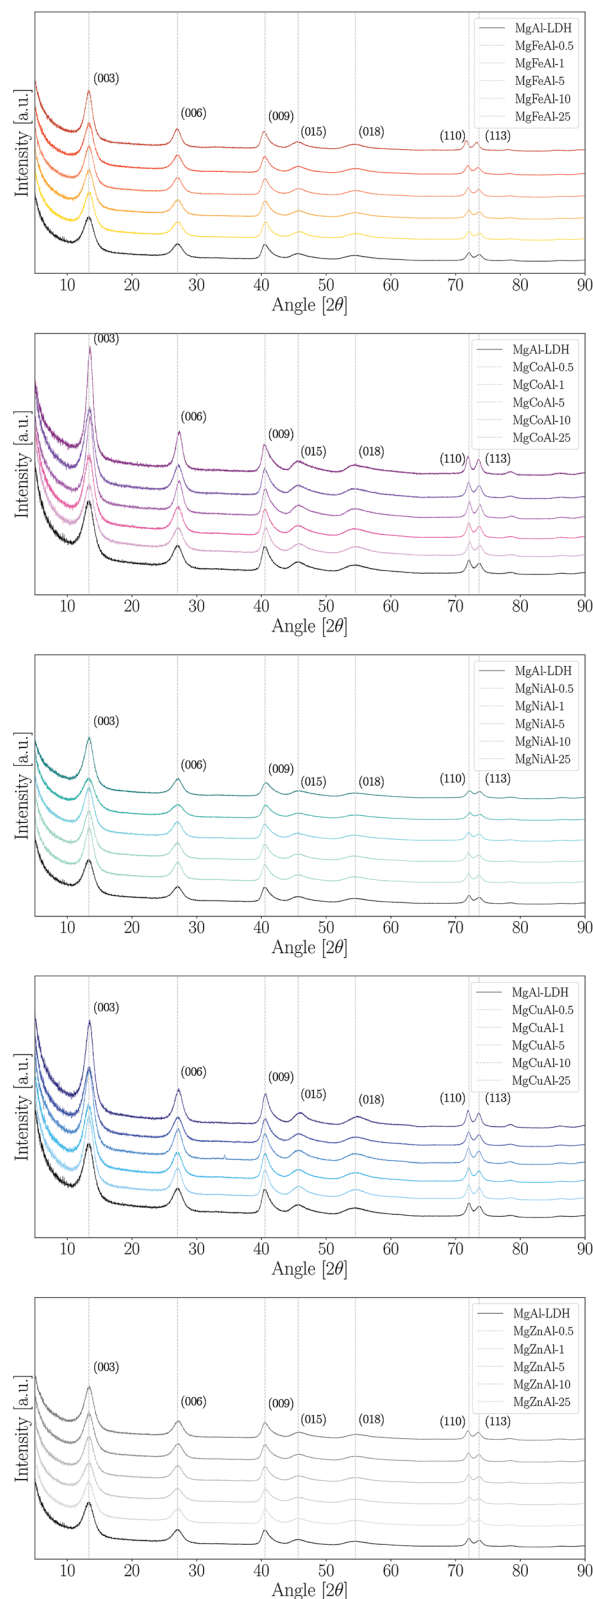 MgAl-LDH
MgFeAl-0.5
MgFeAl-1
MgFeAl-5
MgFeAl-10
MgFeAl-25
(003)
(006)
(009)
(015)
(018)
(110)
(113)
Intensity [a.u.]
10 20 30 40 50 60 70 80 90
Angle [2θ]
MgAl-LDH
MgCoAl-0.5
MgCoAl-1
MgCoAl-5
MgCoAl-10
MgCoAl-25
(003)
(006)
(009)
(015)
(018)
(110)
(113)
Intensity [a.u.]
10 20 30 40 50 60 70 80 90
Angle [2θ]
MgAl-LDH
MgNiAl-0.5
MgNiAl-1
MgNiAl-5
MgNiAl-10
MgNiAl-25
(003)
(006)
(009)
(015)
(018)
(110)
(113)
Intensity [a.u.]
10 20 30 40 50 60 70 80 90
Angle [2θ]
MgAl-LDH
MgCuAl-0.5
MgCuAl-1
MgCuAl-5
MgCuAl-10
MgCuAl-25
(003)
(006)
(009)
(015)
(018)
(110)
(113)
Intensity [a.u.]
10 20 30 40 50 60 70 80 90
Angle [2θ]
MgAl-LDH
MgZnAl-0.5
MgZnAl-1
MgZnAl-5
MgZnAl-10
MgZnAl-25
(003)
(006)
(009)
(015)
(018)
(110)
(113)
Intensity [a.u.]
10 20 30 40 50 60 70 80 90
Angle [2θ]